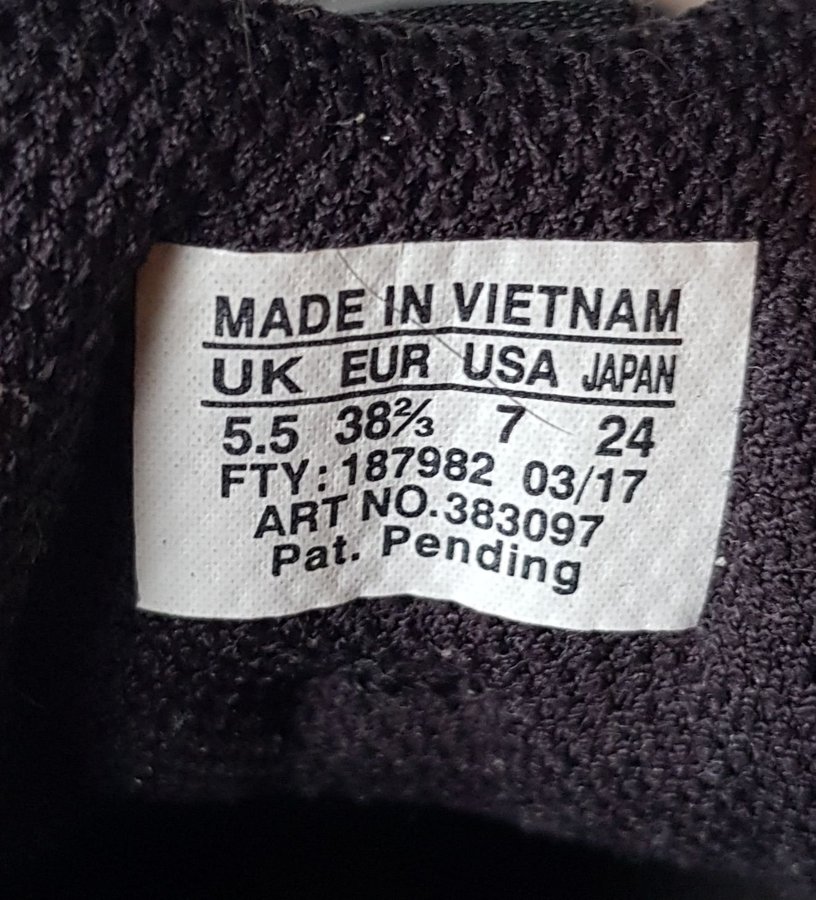 MADE IN VIETNAM
UK EUR USA JAPAN
5.5 38⅔ 7 24
FTY: 187982 03/17
ART NO. 383097
Pat. Pending